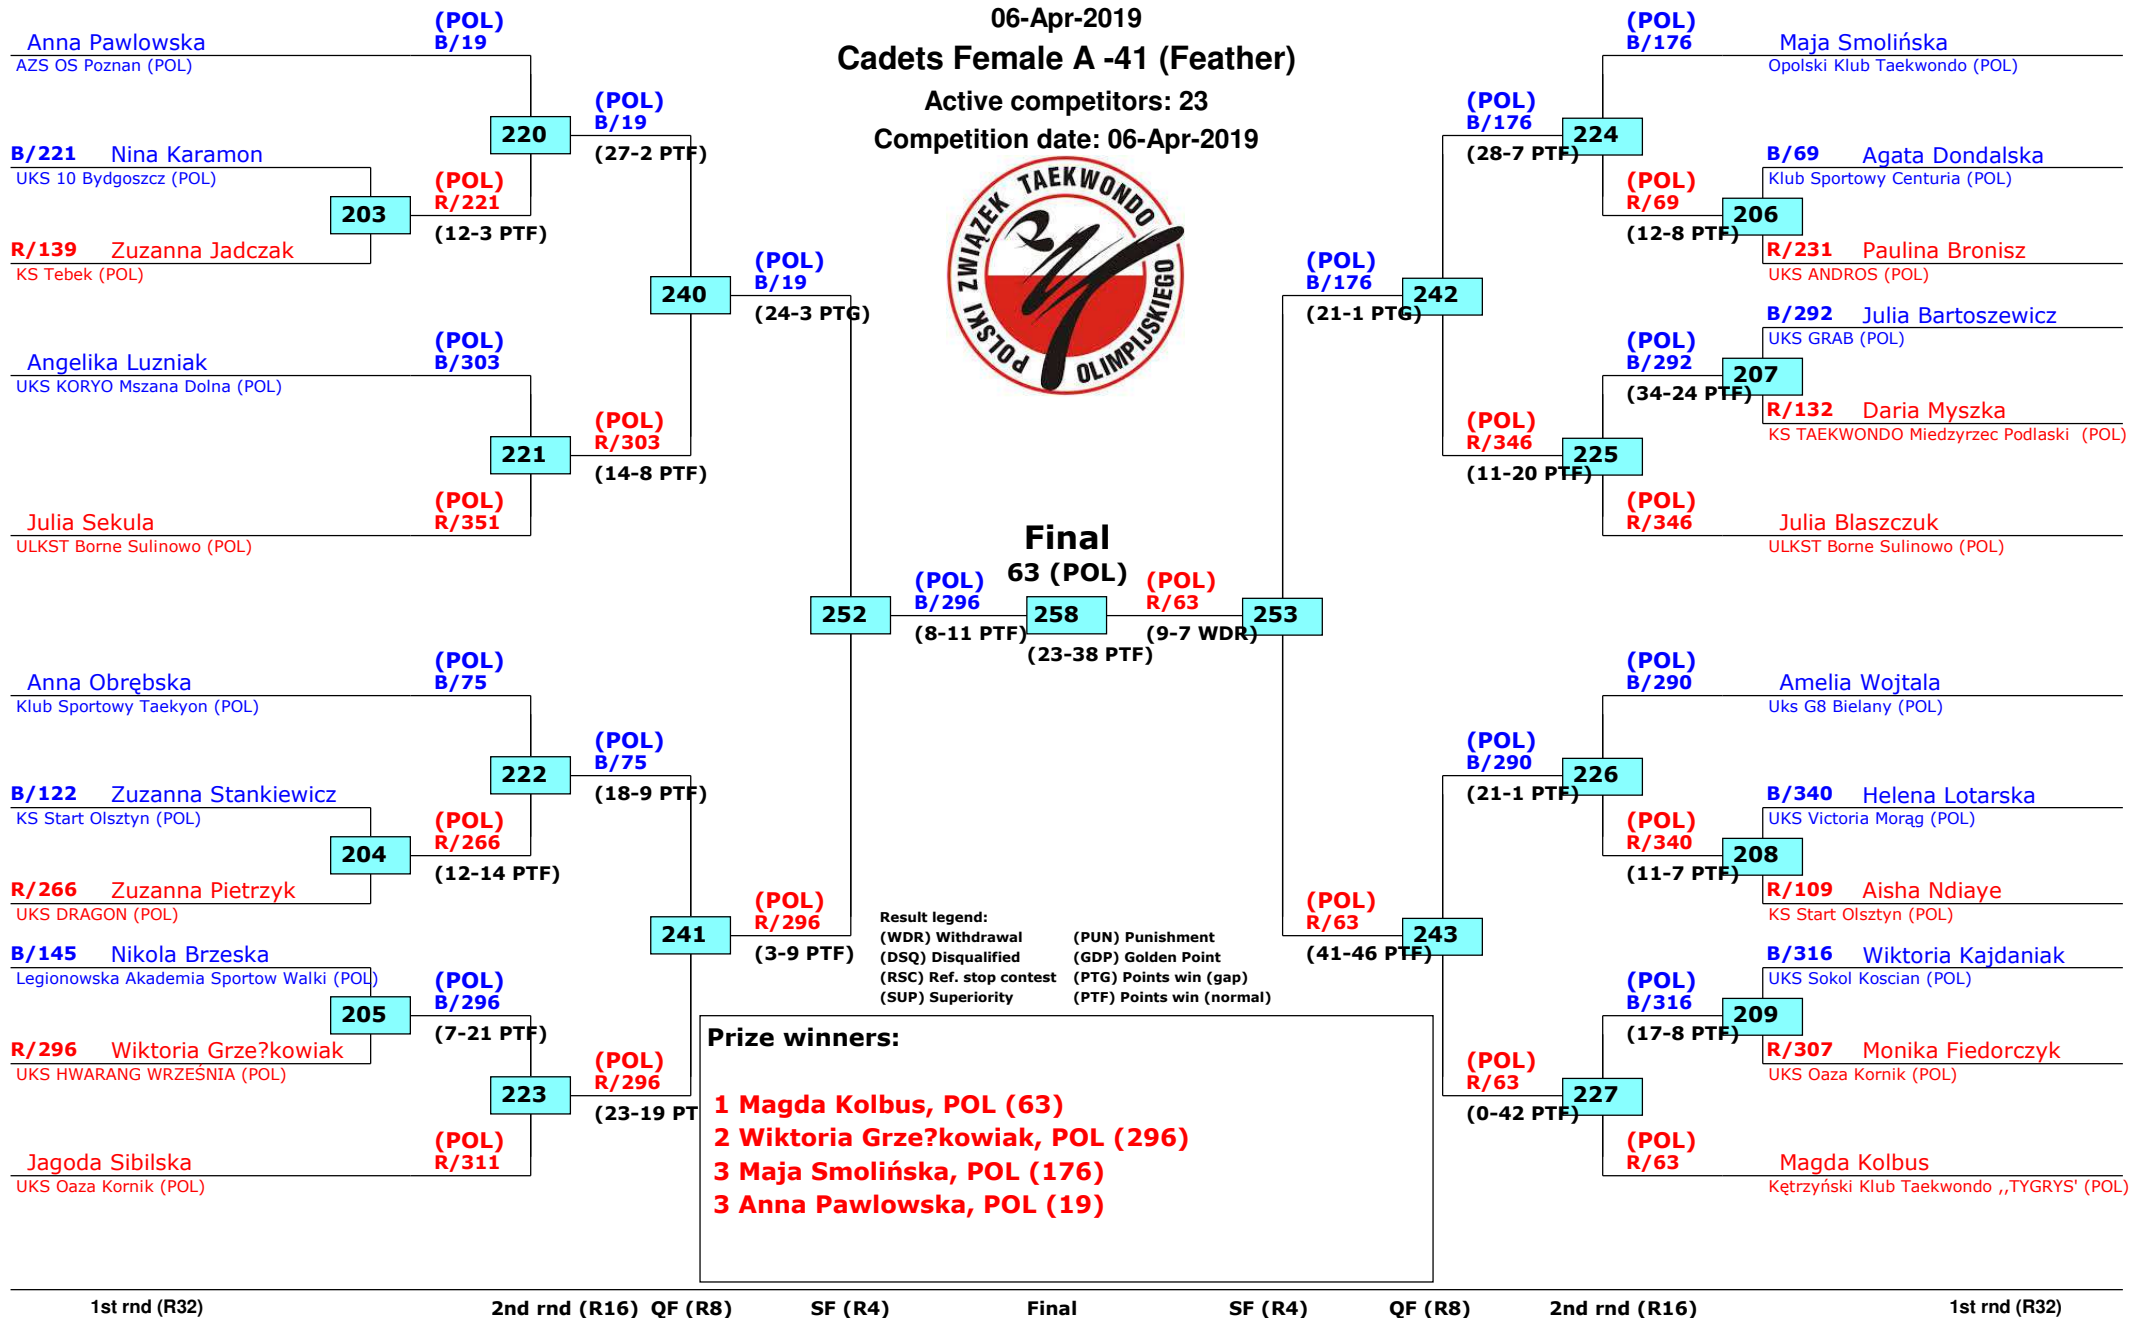 06-Apr-2019
Cadets Female A -41 (Feather)
Active competitors: 23
Competition date: 06-Apr-2019
POLSKI ZWIĄZEK TAEKWONDO OLIMPIJSKIEGO
(POL)
Anna Pawlowska B/19
AZS OS Poznan (POL)
(POL)
220 B/19
(27-2 PTF)
B/221 Nina Karamon
UKS 10 Bydgoszcz (POL)
(POL)
203 R/221
(12-3 PTF)
R/139 Zuzanna Jadczak
KS Tebek (POL)
(POL)
240 B/19
(24-3 PTG)
(POL)
Angelika Luzniak B/303
UKS KORYO Mszana Dolna (POL)
(POL)
221 R/303
(14-8 PTF)
(POL)
Julia Sekula R/351
ULKST Borne Sulinowo (POL)
252
(POL)
B/296
(8-11 PTF)
(POL)
Anna Obrębska B/75
Klub Sportowy Taekyon (POL)
(POL)
222 B/75
(18-9 PTF)
B/122 Zuzanna Stankiewicz
KS Start Olsztyn (POL)
(POL)
204 R/266
(12-14 PTF)
R/266 Zuzanna Pietrzyk
UKS DRAGON (POL)
(POL)
241 R/296
(3-9 PTF)
B/145 Nikola Brzeska
Legionowska Akademia Sportow Walki (POL)
(POL)
205 B/296
(7-21 PTF)
R/296 Wiktoria Grze?kowiak
UKS HWARANG WRZEŚNIA (POL)
(POL)
223 R/296
(23-19 PT
(POL)
Jagoda Sibilska R/311
UKS Oaza Kornik (POL)
Final
63 (POL)
258
(23-38 PTF)
(POL)
R/63 253
(9-7 WDR)
(POL)
B/176 Maja Smolińska
Opolski Klub Taekwondo (POL)
(POL)
B/176 224
(28-7 PTF)
B/69 Agata Dondalska
Klub Sportowy Centuria (POL)
(POL)
R/69 206
(12-8 PTF)
R/231 Paulina Bronisz
UKS ANDROS (POL)
(POL)
B/176 242
(21-1 PTG)
B/292 Julia Bartoszewicz
UKS GRAB (POL)
(POL)
B/292 207
(34-24 PTF)
R/132 Daria Myszka
KS TAEKWONDO Miedzyrzec Podlaski (POL)
(POL)
R/346 225
(11-20 PTF)
(POL)
R/346 Julia Blaszczuk
ULKST Borne Sulinowo (POL)
(POL)
B/290 Amelia Wojtala
Uks G8 Bielany (POL)
(POL)
B/290 226
(21-1 PTF)
B/340 Helena Lotarska
UKS Victoria Morąg (POL)
(POL)
R/340 208
(11-7 PTF)
R/109 Aisha Ndiaye
KS Start Olsztyn (POL)
(POL)
R/63 243
(41-46 PTF)
B/316 Wiktoria Kajdaniak
UKS Sokol Koscian (POL)
(POL)
B/316 209
(17-8 PTF)
R/307 Monika Fiedorczyk
UKS Oaza Kornik (POL)
(POL)
R/63 227
(0-42 PTF)
(POL)
R/63 Magda Kolbus
Kętrzyński Klub Taekwondo ,,TYGRYS' (POL)
Result legend:
(WDR) Withdrawal (PUN) Punishment
(DSQ) Disqualified (GDP) Golden Point
(RSC) Ref. stop contest (PTG) Points win (gap)
(SUP) Superiority (PTF) Points win (normal)
Prize winners:
1 Magda Kolbus, POL (63)
2 Wiktoria Grze?kowiak, POL (296)
3 Maja Smolińska, POL (176)
3 Anna Pawlowska, POL (19)
1st rnd (R32) 2nd rnd (R16) QF (R8) SF (R4) Final SF (R4) QF (R8) 2nd rnd (R16) 1st rnd (R32)